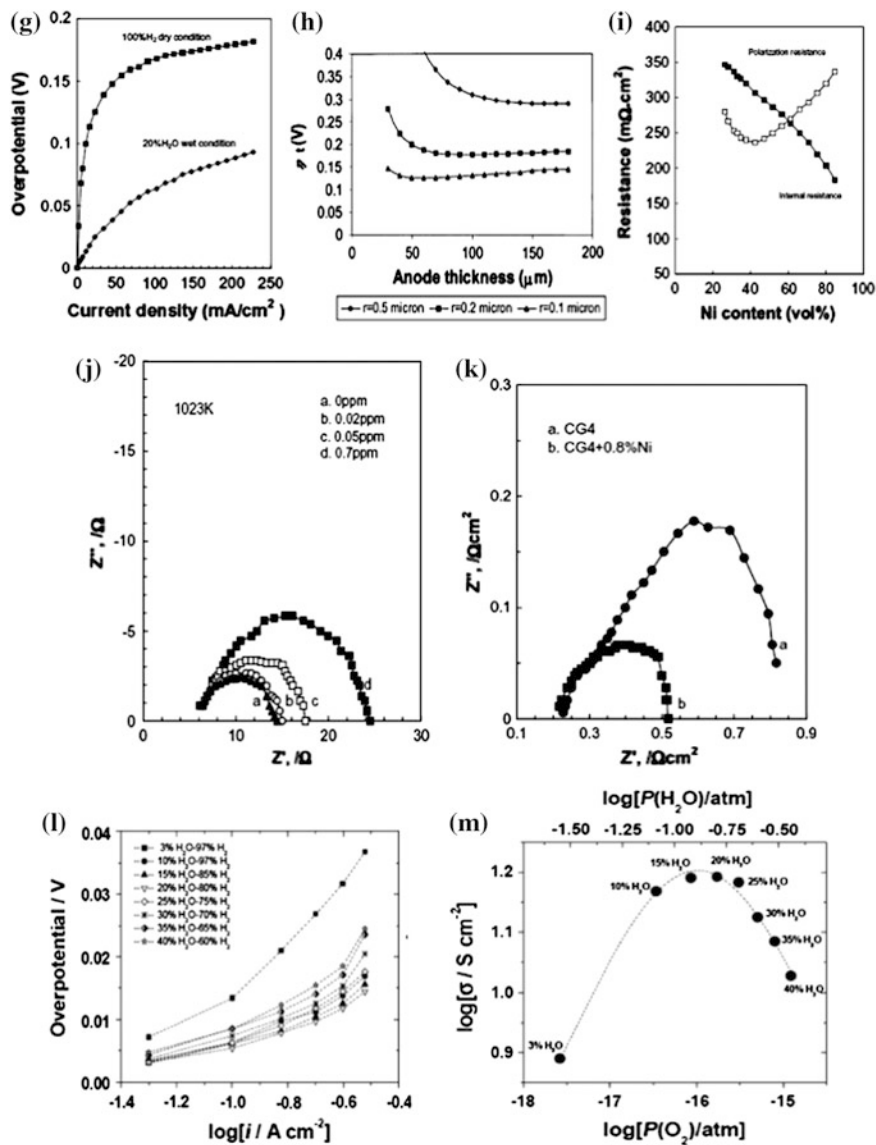 (g)
0.2
0.15
0.1
0.05
0
Overpotential (V)
100%H₂ dry condition
20%H₂O wet condition
0 50 100 150 200 250
Current density (mA/cm²)
(h)
0.4
0.35
0.3
0.25
0.2
0.15
0.1
0.05
0
t (V)
0 50 100 150 200
Anode thickness (μm)
r=0.5 micron r=0.2 micron r=0.1 micron
(i)
400
350
300
250
200
150
100
50
Resistance (mΩ.cm²)
Polarization resistance
Internal resistance
0 20 40 60 80 100
Ni content (vol%)
(j)
-20
-15
-10
-5
0
Z'', /Ω
1023K
a. 0ppm
b. 0.02ppm
c. 0.05ppm
d. 0.7ppm
a b c d
0 10 20 30
Z', /Ω
(k)
0.3
0.2
0.1
0
Z'', /Ωcm²
a. CG4
b. CG4+0.8%Ni
a
b
0.1 0.3 0.5 0.7 0.9
Z', /Ωcm²
(l)
0.04
0.03
0.02
0.01
0.00
Overpotential / V
3% H₂O-97% H₂
10% H₂O-97% H₂
15% H₂O-85% H₂
20% H₂O-80% H₂
25% H₂O-75% H₂
30% H₂O-70% H₂
35% H₂O-65% H₂
40% H₂O-60% H₂
-1.4 -1.2 -1.0 -0.8 -0.6 -0.4
log[i / A cm⁻²]
(m)
log[P(H₂O)/atm]
-1.50 -1.25 -1.00 -0.75 -0.50
1.2
1.1
1.0
0.9
log[σ / S cm⁻²]
3% H₂O
10% H₂O
15% H₂O
20% H₂O
25% H₂O
30% H₂O
35% H₂O
40% H₂O
-18 -17 -16 -15
log[P(O₂)/atm]